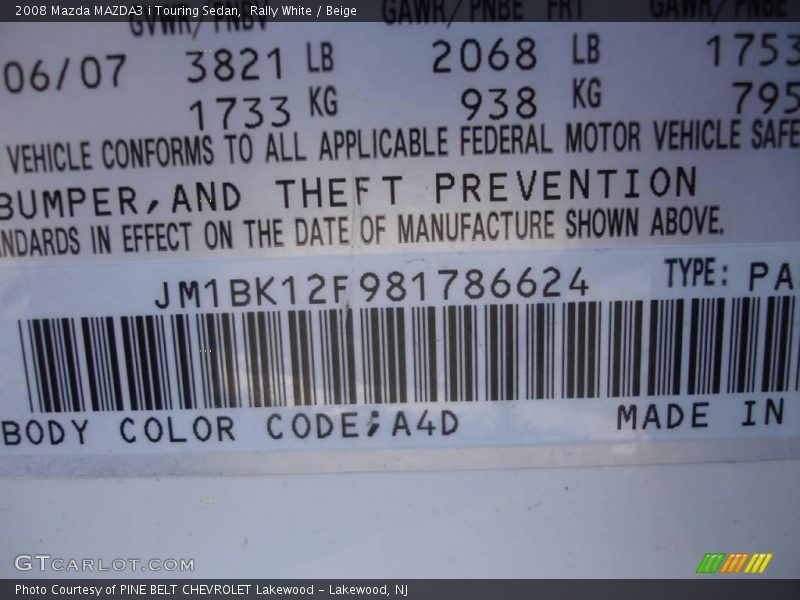 2008 Mazda MAZDA3 i Touring Sedan, Rally White / Beige
GVWR/PNBV GAWR/PNBE FRT GAWR/PNBE
06/07 3821 LB 2068 LB 1753
1733 KG 938 KG 795
VEHICLE CONFORMS TO ALL APPLICABLE FEDERAL MOTOR VEHICLE SAFE
BUMPER,AND THEFT PREVENTION
NDARDS IN EFFECT ON THE DATE OF MANUFACTURE SHOWN ABOVE.
JM1BK12F981786624 TYPE: PA
BODY COLOR CODE;A4D MADE IN
GTCARLOT.COM
Photo Courtesy of PINE BELT CHEVROLET Lakewood - Lakewood, NJ